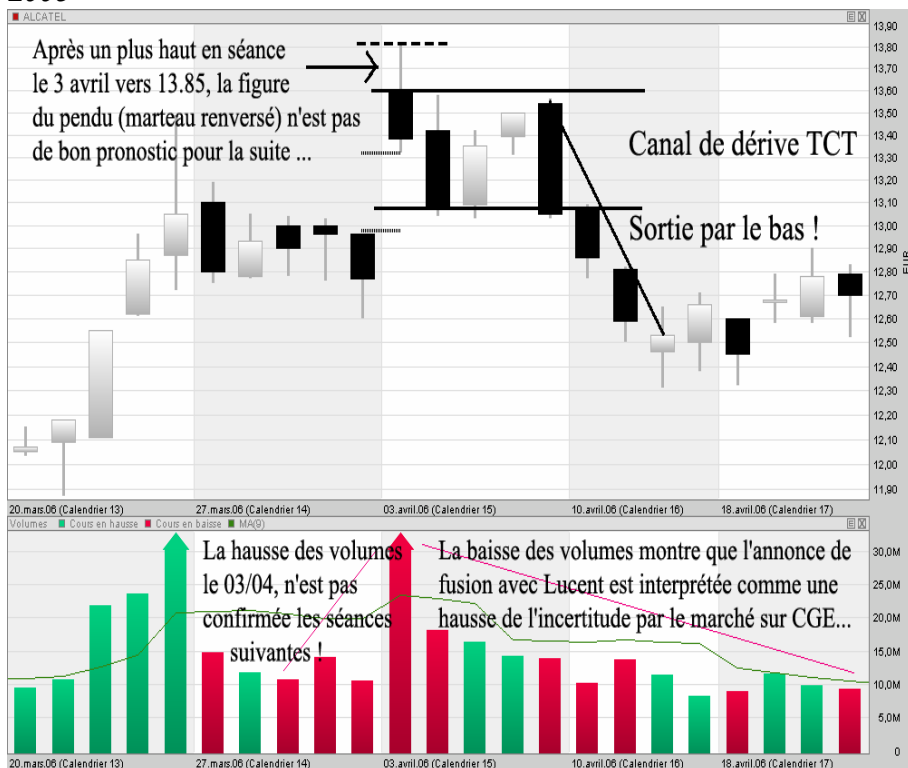 ALCATEL
Après un plus haut en séance
le 3 avril vers 13.85, la figure
du pendu (marteau renversé) n'est pas
de bon pronostic pour la suite ...
Canal de dérive TCT
Sortie par le bas !
13,90
13,80
13,70
13,60
13,50
13,40
13,30
13,20
13,10
13,00
12,90
12,80
12,70
12,60
12,50
12,40
12,30
12,20
12,10
12,00
11,90
EUR
20.mars.06 (Calendrier 13) 27.mars.06 (Calendrier 14) 03.avril.06 (Calendrier 15) 10.avril.06 (Calendrier 16) 18.avril.06 (Calendrier 17)
Volumes Cours en hausse Cours en baisse MA(9)
La hausse des volumes
le 03/04, n'est pas
confirmée les séances
suivantes !
La baisse des volumes montre que l'annonce de
fusion avec Lucent est interprétée comme une
hausse de l'incertitude par le marché sur CGE...
30,0M
25,0M
20,0M
15,0M
10,0M
5,0M
0
20.mars.06 (Calendrier 13) 27.mars.06 (Calendrier 14) 03.avril.06 (Calendrier 15) 10.avril.06 (Calendrier 16) 18.avril.06 (Calendrier 17)